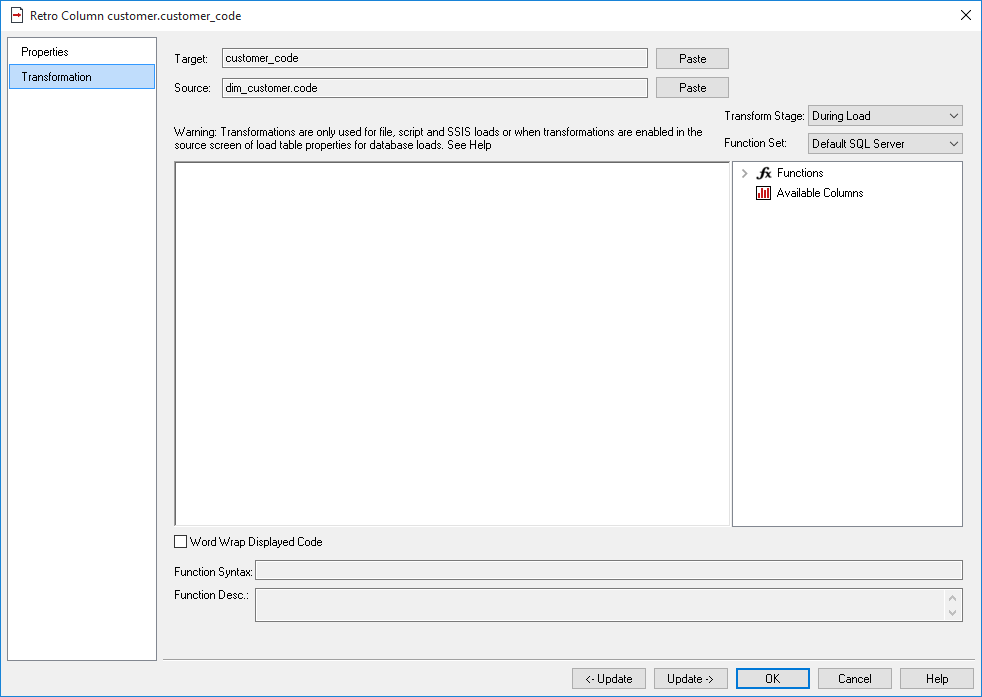 Retro Column customer.customer_code
Properties
Transformation
Target: customer_code Paste
Source: dim_customer.code Paste
Transform Stage: During Load
Warning: Transformations are only used for file, script and SSIS loads or when transformations are enabled in the
source screen of load table properties for database loads. See Help
Function Set: Default SQL Server
fx Functions
Available Columns
Word Wrap Displayed Code
Function Syntax:
Function Desc.:
<- Update Update -> OK Cancel Help